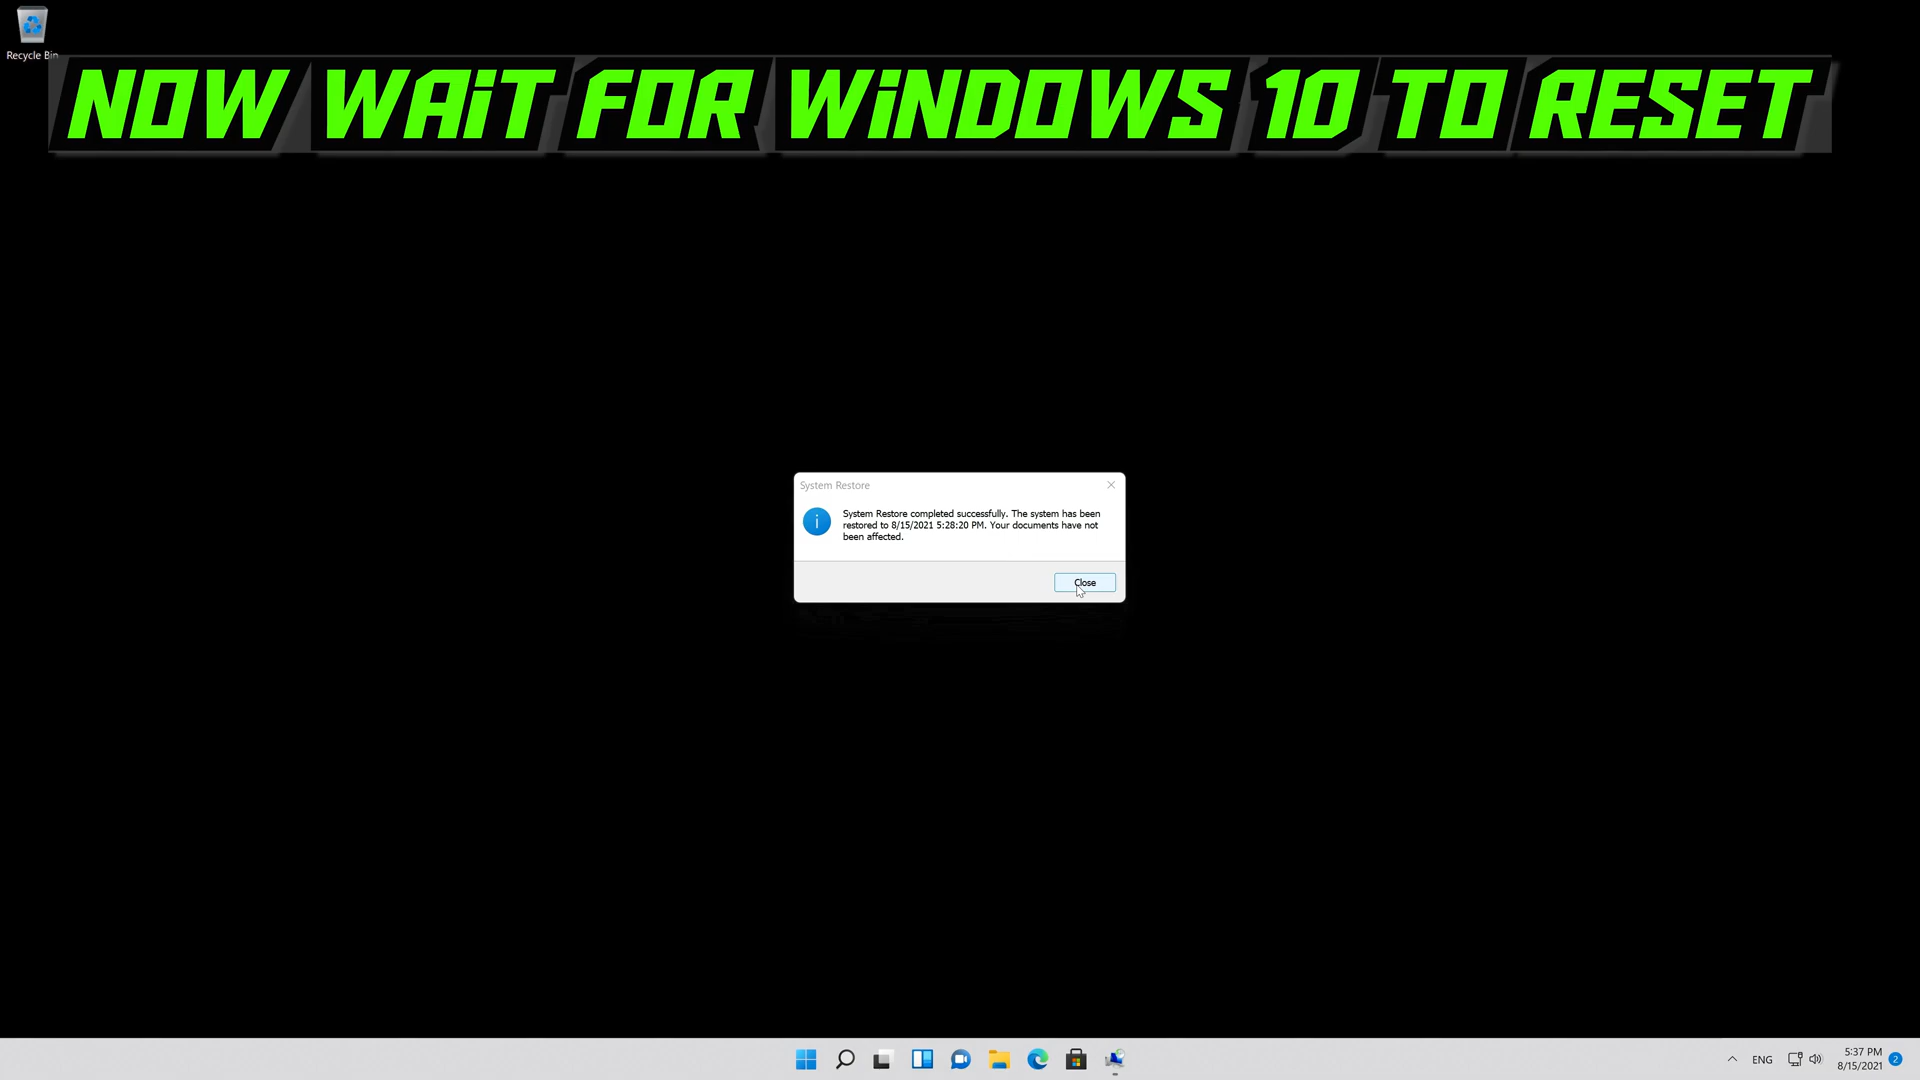 Recycle Bin
NOW WAiT FOR WiNDOWS 10 TO RESET
System Restore
System Restore completed successfully. The system has been
restored to 8/15/2021 5:28:20 PM. Your documents have not
been affected.
Close
ENG
5:37 PM
8/15/2021
2